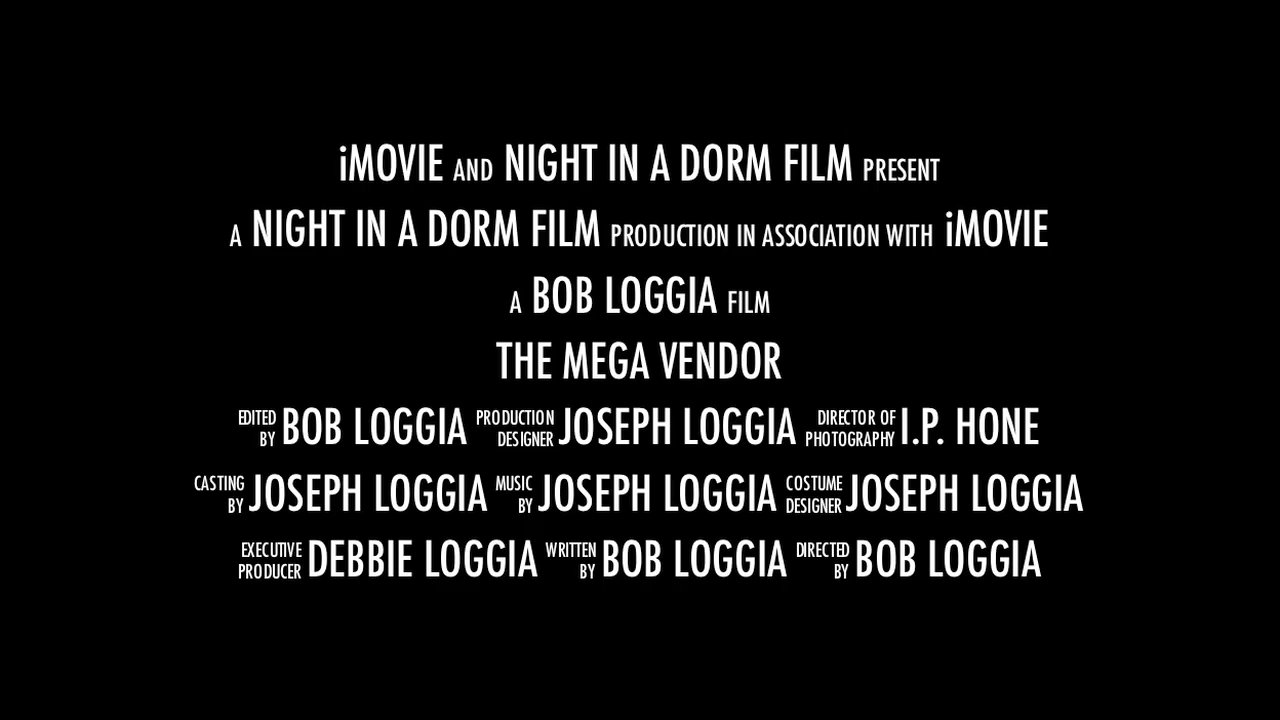 iMOVIE AND NIGHT IN A DORM FILM PRESENT
A NIGHT IN A DORM FILM PRODUCTION IN ASSOCIATION WITH iMOVIE
A BOB LOGGIA FILM
THE MEGA VENDOR
EDITED BY BOB LOGGIA PRODUCTION DESIGNER JOSEPH LOGGIA DIRECTOR OF PHOTOGRAPHY I.P. HONE
CASTING BY JOSEPH LOGGIA MUSIC BY JOSEPH LOGGIA COSTUME DESIGNER JOSEPH LOGGIA
EXECUTIVE PRODUCER DEBBIE LOGGIA WRITTEN BY BOB LOGGIA DIRECTED BY BOB LOGGIA